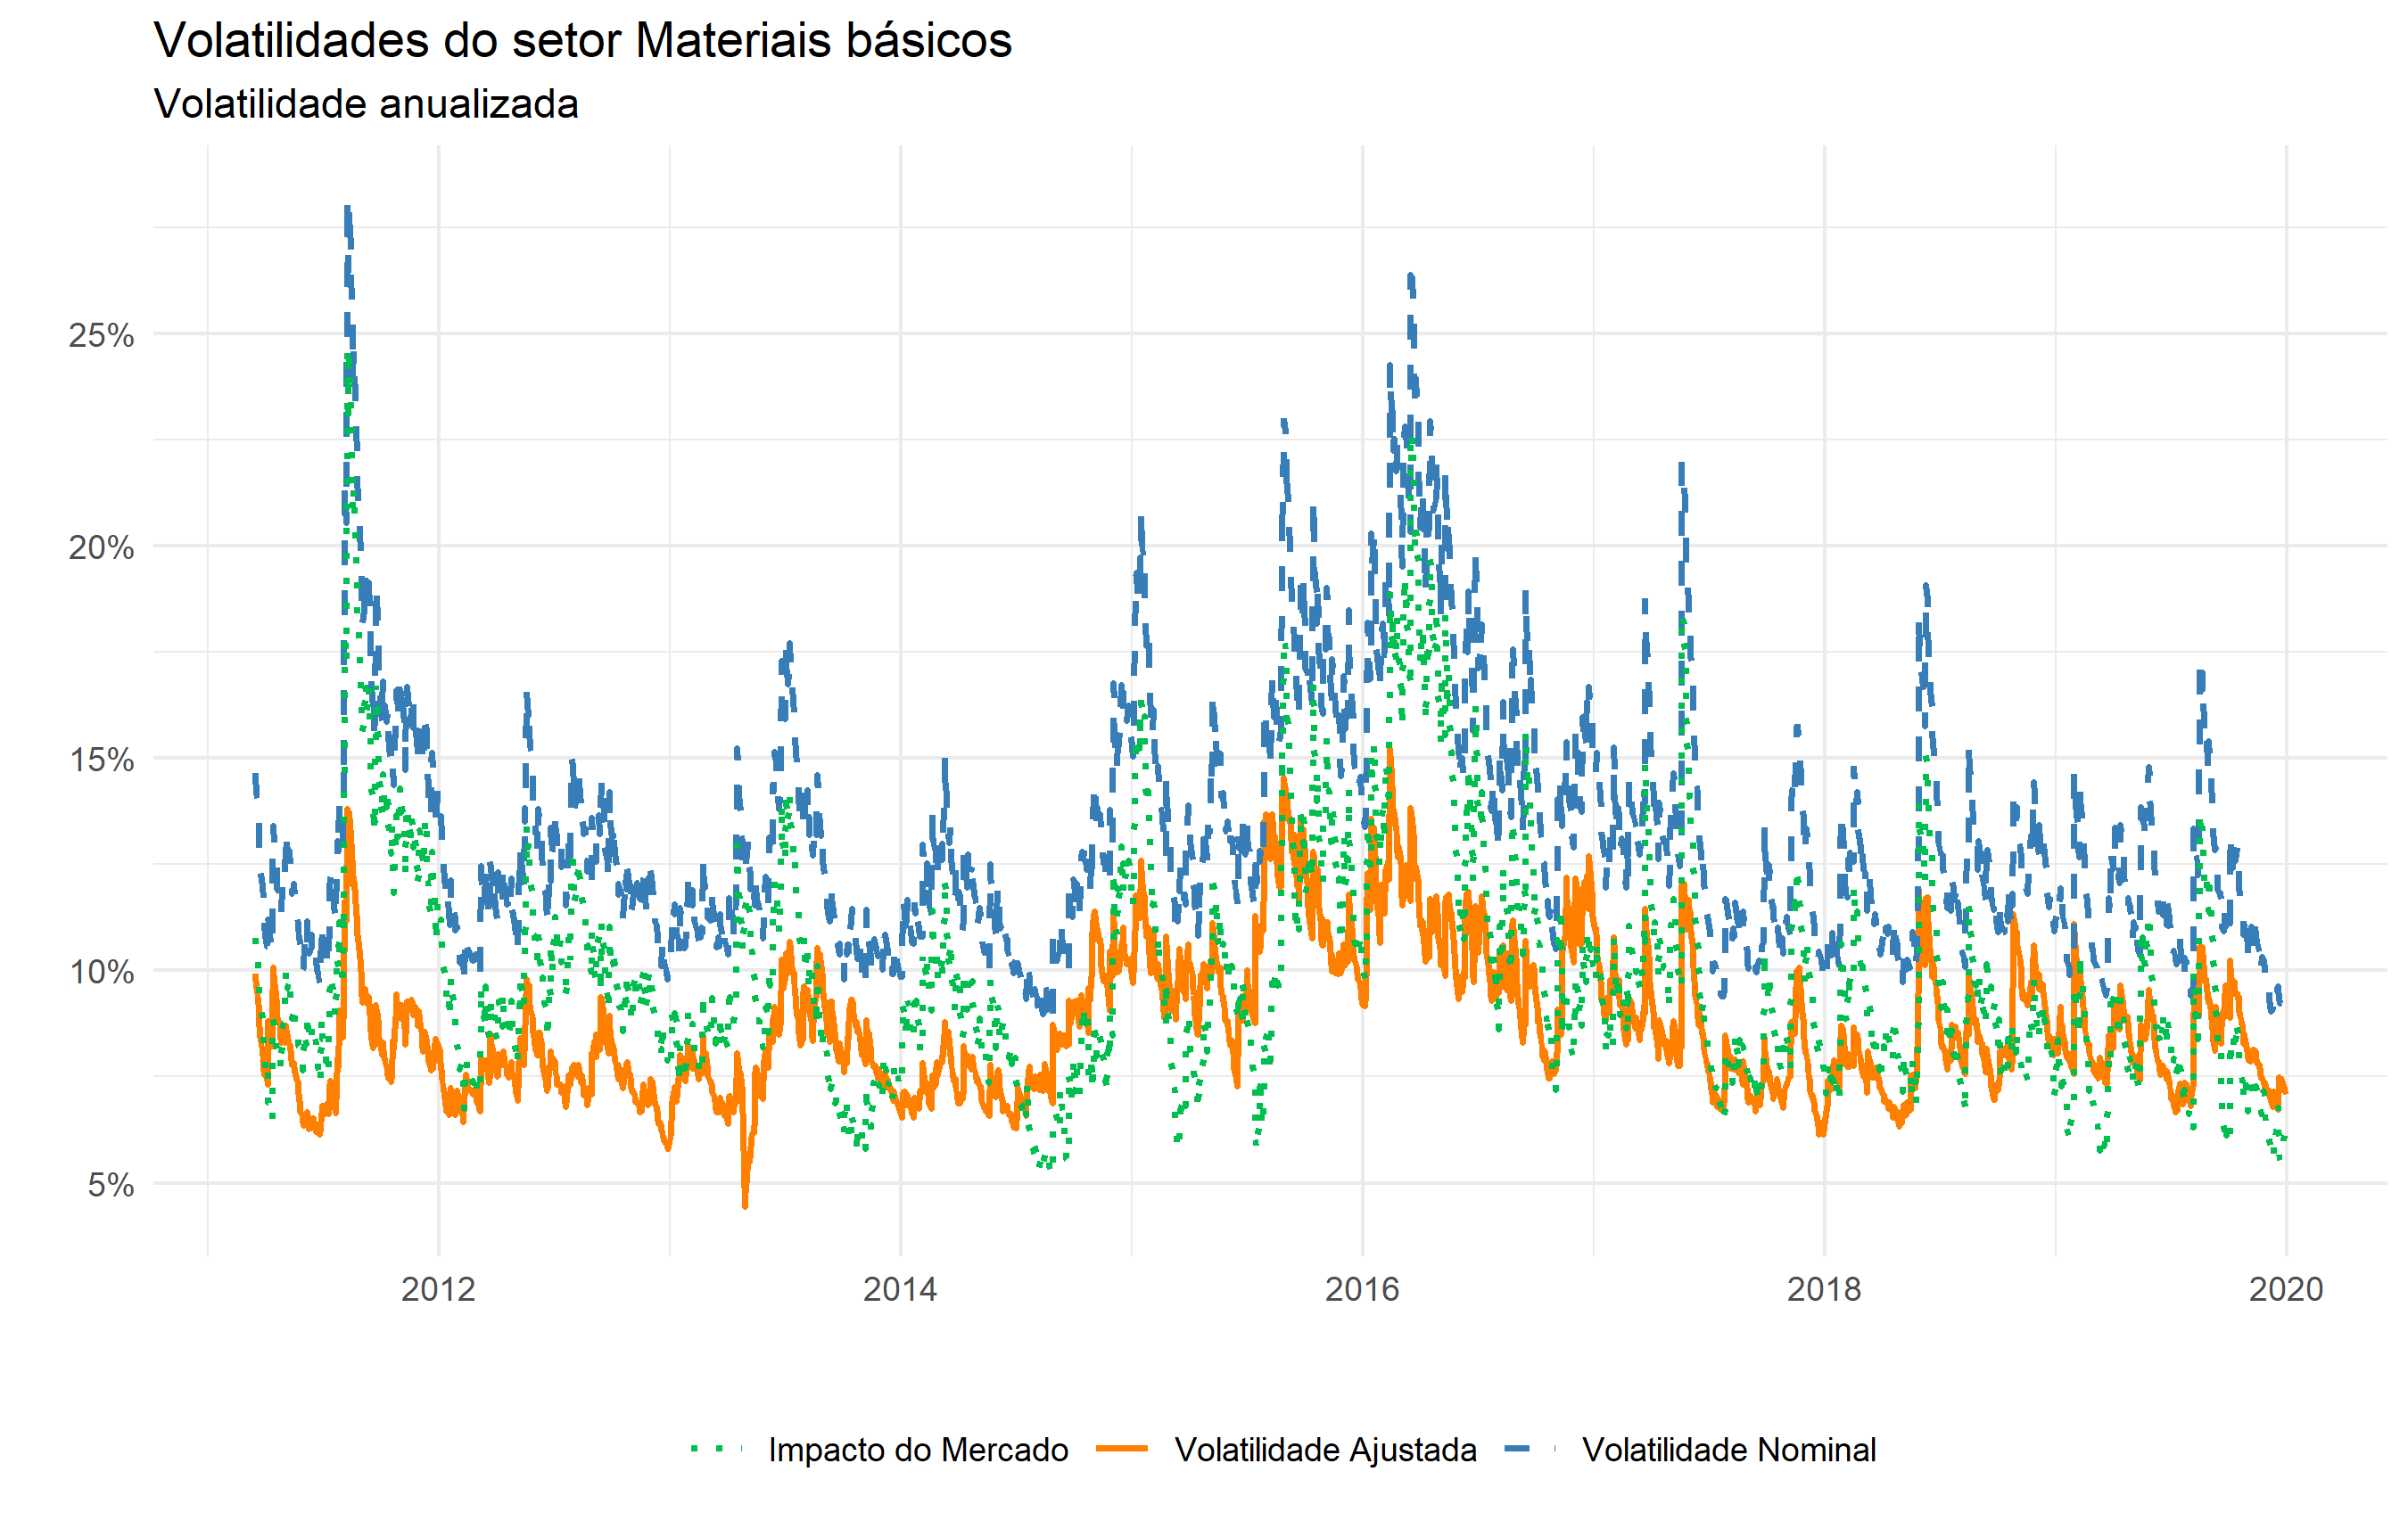 Volatilidades do setor Materiais básicos
Volatilidade anualizada
25%
20%
15%
10%
5%
2012 2014 2016 2018 2020
Impacto do Mercado Volatilidade Ajustada Volatilidade Nominal